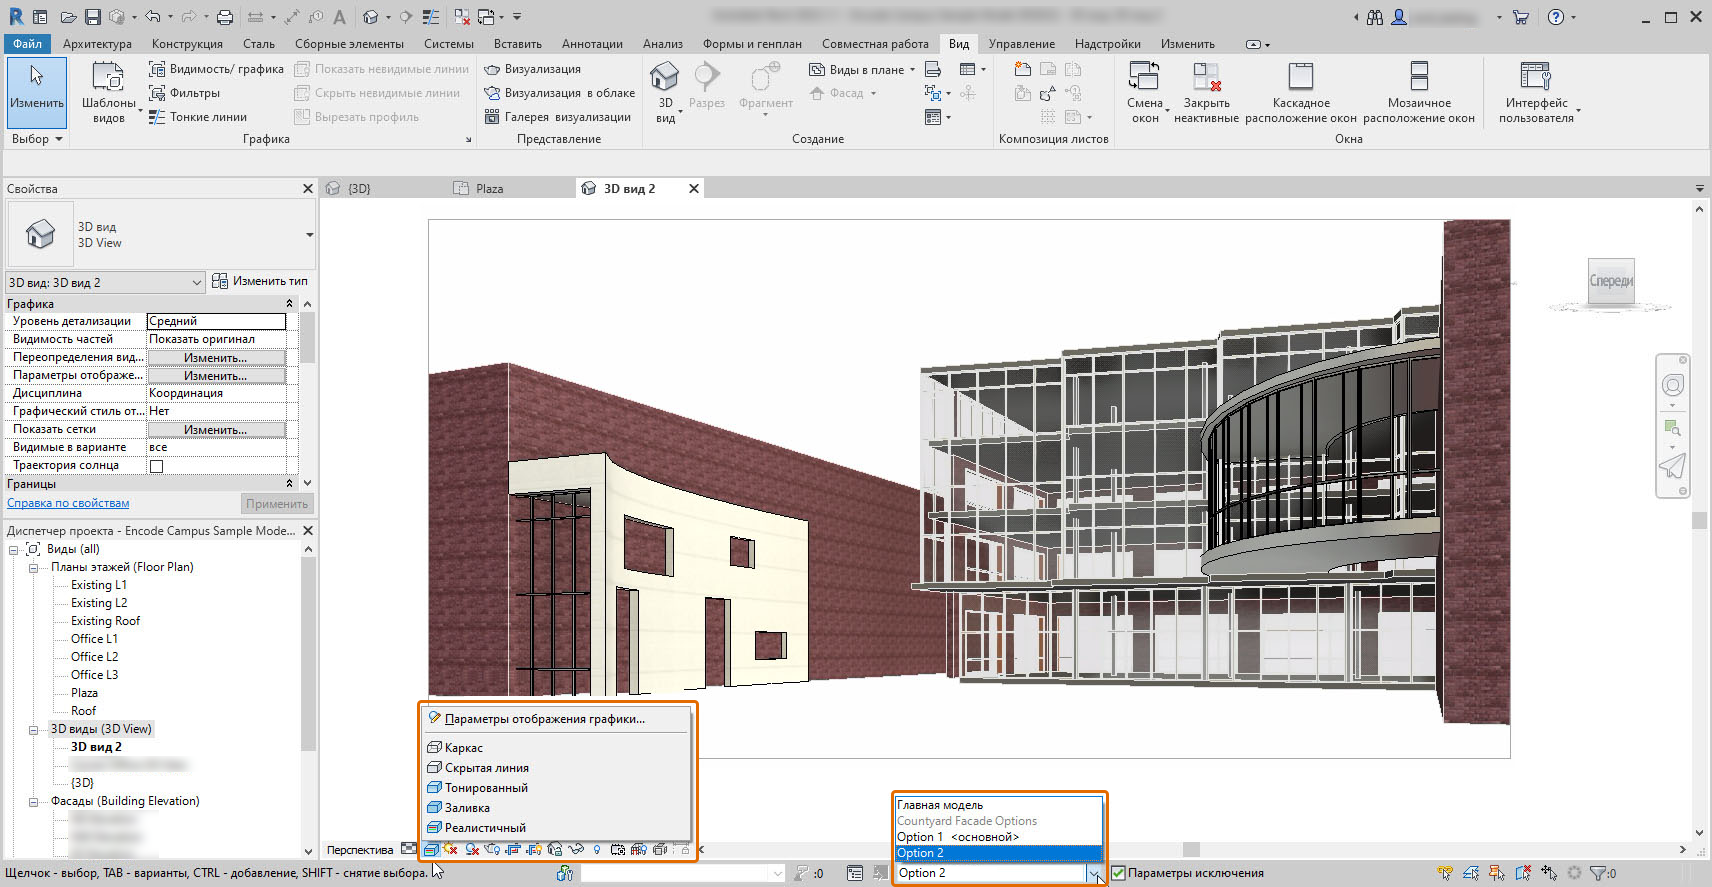 Файл Архитектура Конструкция Сталь Сборные элементы Системы Вставить Аннотации Анализ Формы и генплан Совместная работа Вид Управление Надстройки Изменить
Изменить
Шаблоны видов
Видимость/ графика
Фильтры
Тонкие линии
Показать невидимые линии
Скрыть невидимые линии
Вырезать профиль
Визуализация
Визуализация в облаке
Галерея визуализации
3D вид
Разрез
Фрагмент
Виды в плане
Фасад
Смена окон
Закрыть неактивные
Каскадное расположение окон
Мозаичное расположение окон
Интерфейс пользователя
Выбор Графика Представление Создание Композиция листов Окна
Свойства
{3D} Plaza 3D вид 2
3D вид
3D View
3D вид: 3D вид 2 Изменить тип
Графика
Уровень детализации Средний
Видимость частей Показать оригинал
Переопределения вид... Изменить...
Параметры отображе... Изменить...
Дисциплина Координация
Графический стиль от... Нет
Показать сетки Изменить...
Видимые в варианте все
Траектория солнца
Границы
Справка по свойствам Применить
Диспетчер проекта - Encode Campus Sample Mode...
Виды (all)
Планы этажей (Floor Plan)
Existing L1
Existing L2
Existing Roof
Office L1
Office L2
Office L3
Plaza
Roof
3D виды (3D View)
3D вид 2
{3D}
Фасады (Building Elevation)
Спереди
Параметры отображения графики...
Каркас
Скрытая линия
Тонированный
Заливка
Реалистичный
Перспектива
Главная модель
Countyard Facade Options
Option 1 <основной>
Option 2
Щелчок - выбор, TAB - варианты, CTRL - добавление, SHIFT - снятие выбора. :0 Option 2 Параметры исключения :0